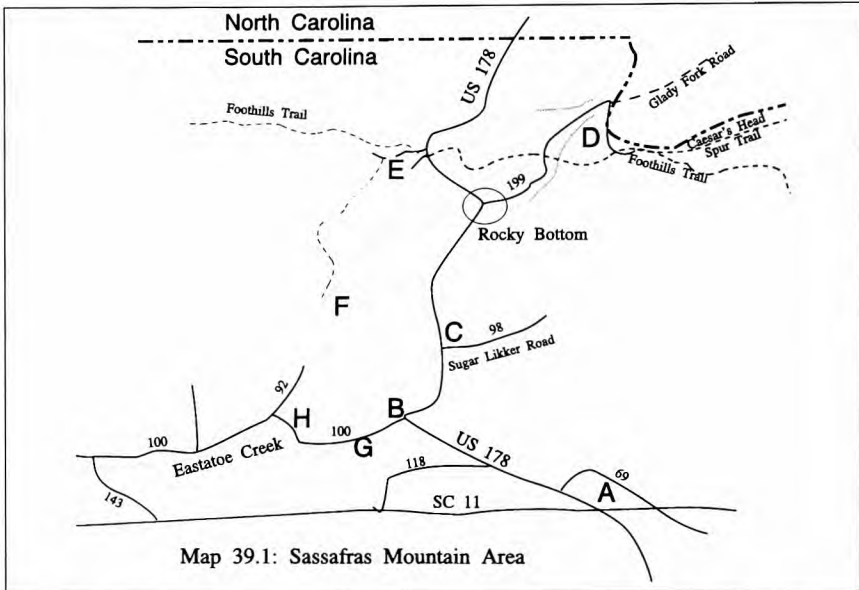 North Carolina
South Carolina
US 178
Glady Fork Road
Foothills Trail
D
Caesar's Head
Spur Trail
E
Foothills Trail
199
Rocky Bottom
F
C
98
Sugar Likker Road
92
B
H
100
G
100
Eastatoe Creek
US 178
118
69
A
143
SC 11
Map 39.1: Sassafras Mountain Area